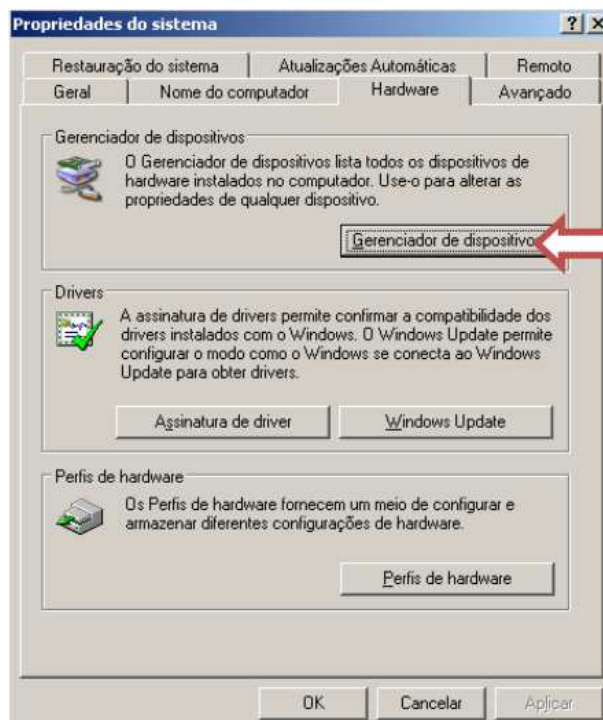 Propriedades do sistema
Restauração do sistema
Atualizações Automáticas
Remoto
Geral
Nome do computador
Hardware
Avançado
Gerenciador de dispositivos
O Gerenciador de dispositivos lista todos os dispositivos de
hardware instalados no computador. Use-o para alterar as
propriedades de qualquer dispositivo.
Gerenciador de dispositivo
Drivers
A assinatura de drivers permite confirmar a compatibilidade dos
drivers instalados com o Windows. O Windows Update permite
configurar o modo como o Windows se conecta ao Windows
Update para obter drivers.
Assinatura de driver
Windows Update
Perfis de hardware
Os Perfis de hardware fornecem um meio de configurar e
armazenar diferentes configurações de hardware.
Perfis de hardware
OK
Cancelar
Aplicar